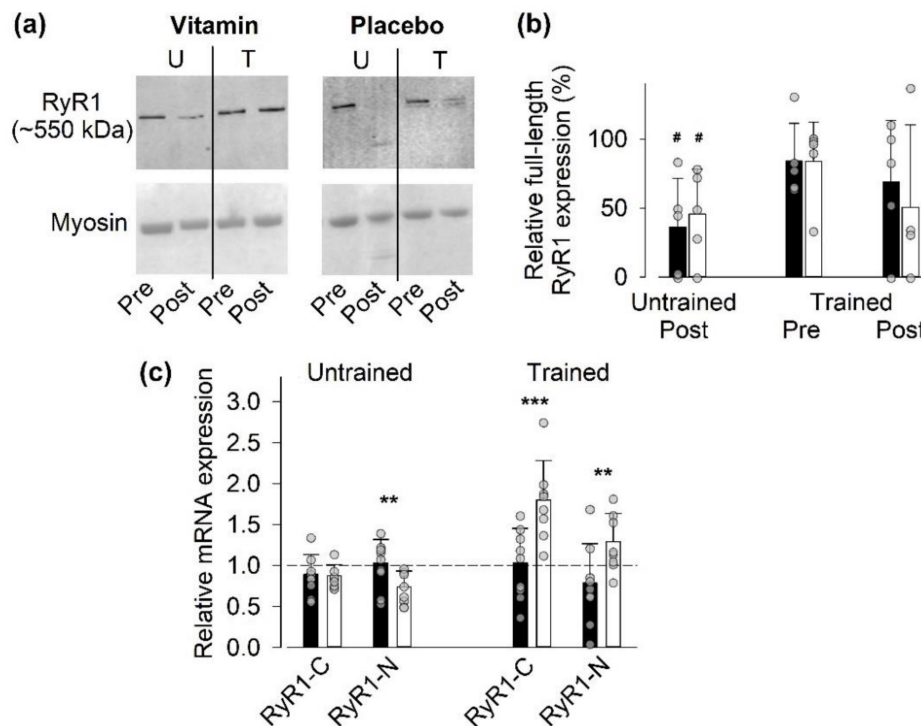 (a)
Vitamin
Placebo
U
T
U
T
RyR1
(~550 kDa)
Myosin
Pre
Post
Pre
Post
Pre
Post
Pre
Post
(b)
Relative full-length
RyR1 expression (%)
100
50
0
#
#
Untrained
Trained
Post
Pre
Post
(c)
Untrained
Trained
Relative mRNA expression
3.0
2.5
2.0
1.5
1.0
0.5
0.0
**
***
**
RyR1-C
RyR1-N
RyR1-C
RyR1-N